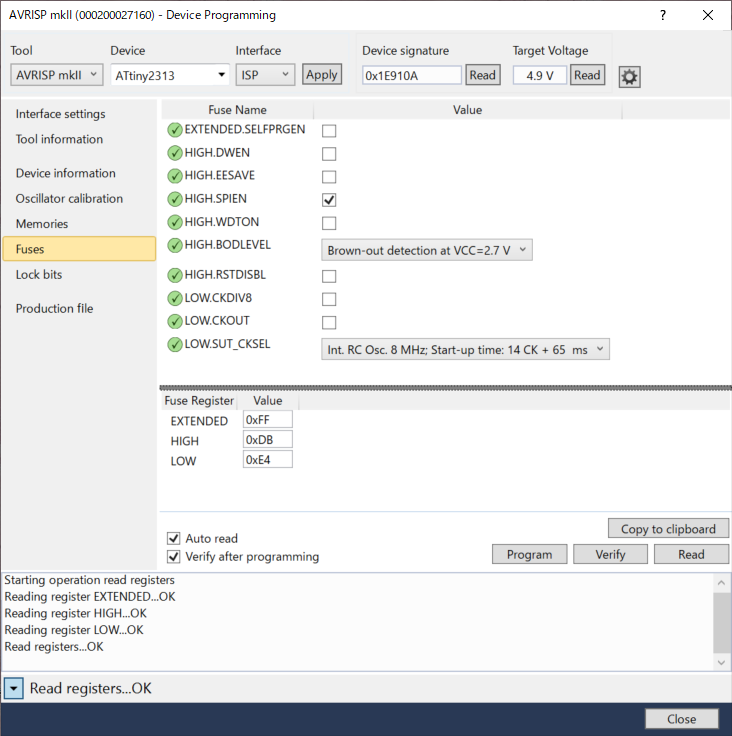 AVRISP mkII (000200027160) - Device Programming
Tool Device Interface Device signature Target Voltage
AVRISP mkII ATtiny2313 ISP Apply 0x1E910A Read 4.9 V Read
Interface settings
Tool information
Device information
Oscillator calibration
Memories
Fuses
Lock bits
Production file
Fuse Name Value
EXTENDED.SELFPRGEN
HIGH.DWEN
HIGH.EESAVE
HIGH.SPIEN
HIGH.WDTON
HIGH.BODLEVEL Brown-out detection at VCC=2.7 V
HIGH.RSTDISBL
LOW.CKDIV8
LOW.CKOUT
LOW.SUT_CKSEL Int. RC Osc. 8 MHz; Start-up time: 14 CK + 65 ms
Fuse Register Value
EXTENDED 0xFF
HIGH 0xDB
LOW 0xE4
Copy to clipboard
Auto read
Verify after programming
Program Verify Read
Starting operation read registers
Reading register EXTENDED...OK
Reading register HIGH...OK
Reading register LOW...OK
Read registers...OK
Read registers...OK
Close